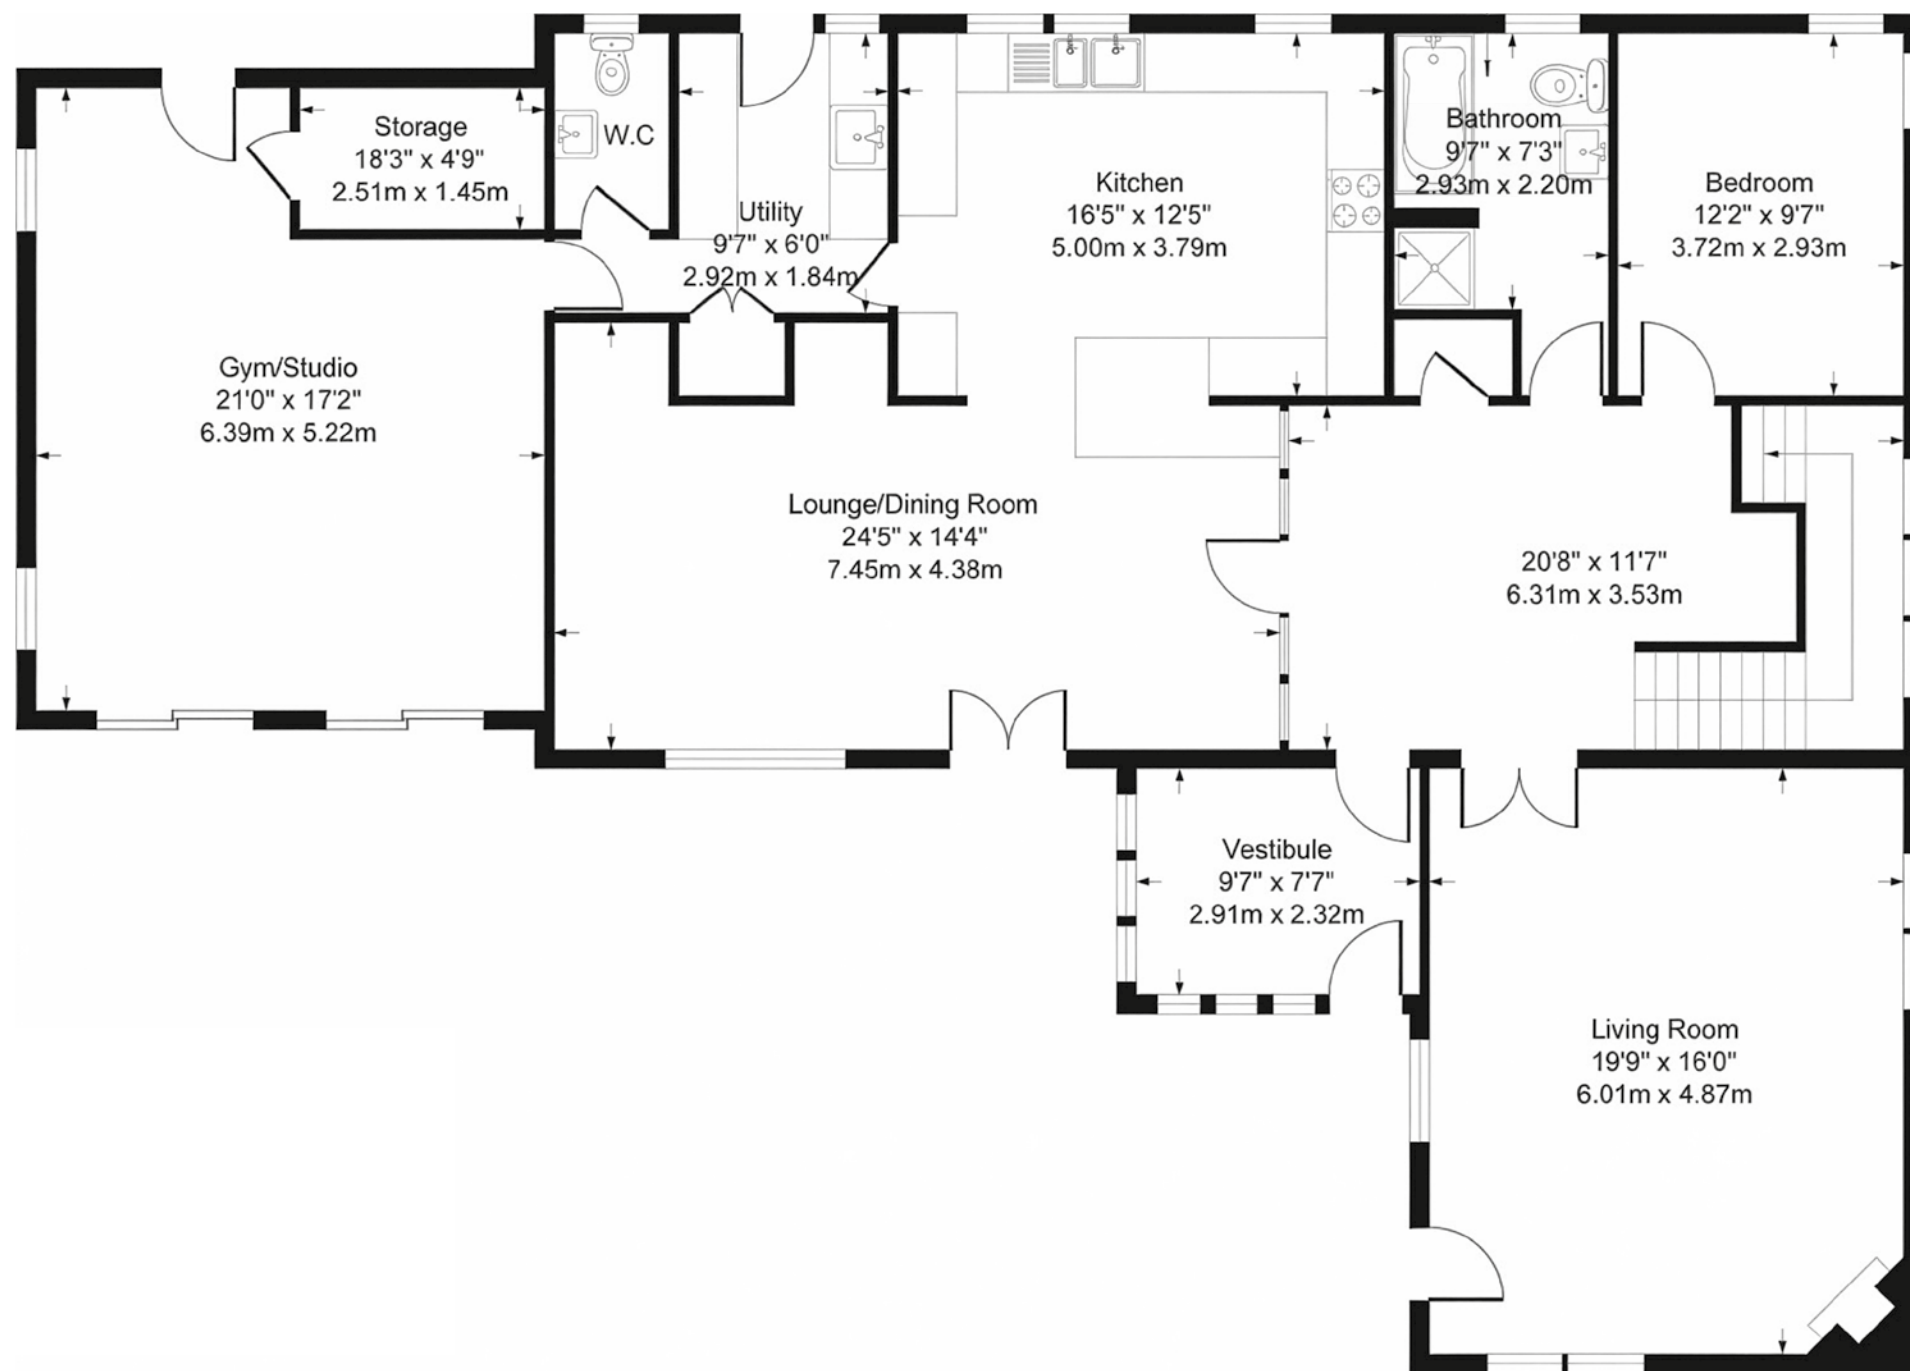 Storage
18'3" x 4'9"
2.51m x 1.45m
W.C
Utility
9'7" x 6'0"
2.92m x 1.84m
Kitchen
16'5" x 12'5"
5.00m x 3.79m
Bathroom
9'7" x 7'3"
2.93m x 2.20m
Bedroom
12'2" x 9'7"
3.72m x 2.93m
Gym/Studio
21'0" x 17'2"
6.39m x 5.22m
Lounge/Dining Room
24'5" x 14'4"
7.45m x 4.38m
20'8" x 11'7"
6.31m x 3.53m
Vestibule
9'7" x 7'7"
2.91m x 2.32m
Living Room
19'9" x 16'0"
6.01m x 4.87m